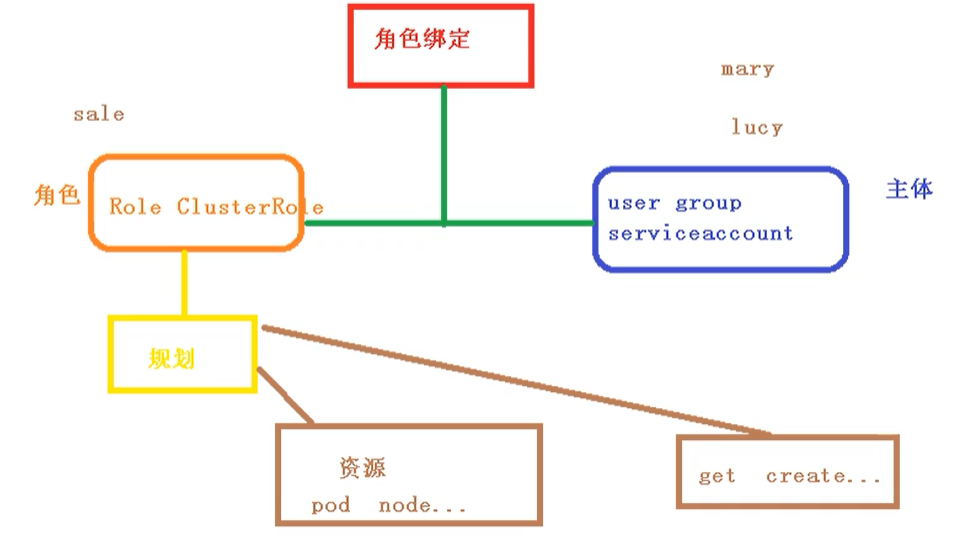 角色绑定
mary
sale
lucy
角色
Role ClusterRole
user group
serviceaccount
主体
规划
资源
pod node...
get create...